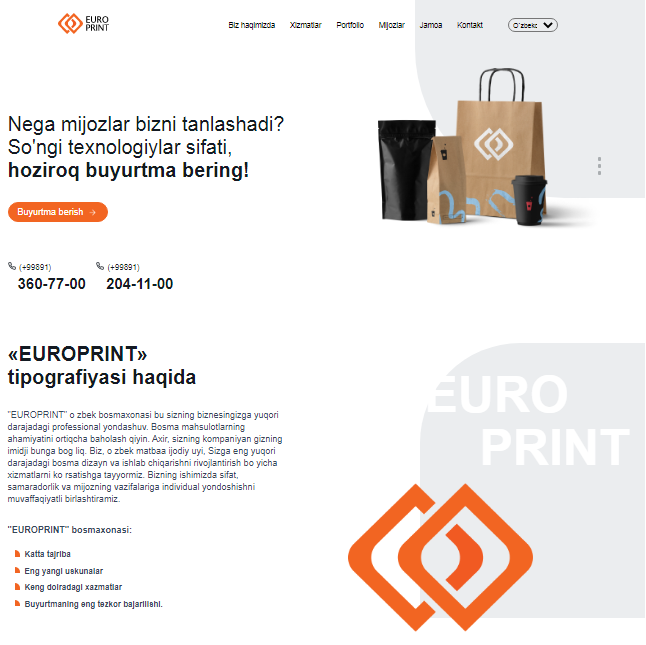 EURO
PRINT
Biz haqimizda Xizmatlar Portfolio Mijozlar Jamoa Kontakt O'zbekc
Nega mijozlar bizni tanlashadi?
So'ngi texnologiylar sifati,
hoziroq buyurtma bering!
Buyurtma berish →
(+99891) (+99891)
360-77-00 204-11-00
«EUROPRINT»
tipografiyasi haqida
"EUROPRINT" o zbek bosmaxonasi bu sizning biznesingizga yuqori
darajadagi professional yondashuv. Bosma mahsulotlarning
ahamiyatini ortiqcha baholash qiyin. Axir, sizning kompaniyan gizning
imidji bunga bog liq. Biz, o zbek matbaa ijodiy uyi, Sizga eng yuqori
darajadagi bosma dizayn va ishlab chiqarishni rivojlantirish bo yicha
xizmatlarni ko rsatishga tayyormiz. Bizning ishimizda sifat,
samaradorlik va mijozning vazifalariga individual yondoshishni
muvaffaqiyatli birlashtiramiz.
"EUROPRINT" bosmaxonasi:
Katta tajriba
Eng yangi uskunalar
Keng doiradagi xazmatlar
Buyurtmaning eng tezkor bajarilishi.
EURO
PRINT